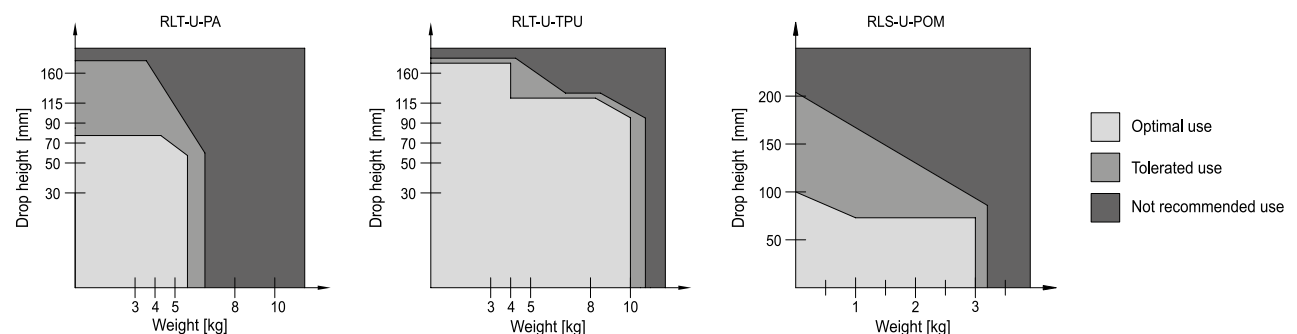 RLT-U-PA
Drop height [mm]
160
115
90
70
50
30
3 4 5 8 10
Weight [kg]
RLT-U-TPU
Drop height [mm]
160
115
90
70
50
30
3 4 5 8 10
Weight [kg]
RLS-U-POM
Drop height [mm]
200
150
100
50
1 2 3
Weight [kg]
Optimal use
Tolerated use
Not recommended use